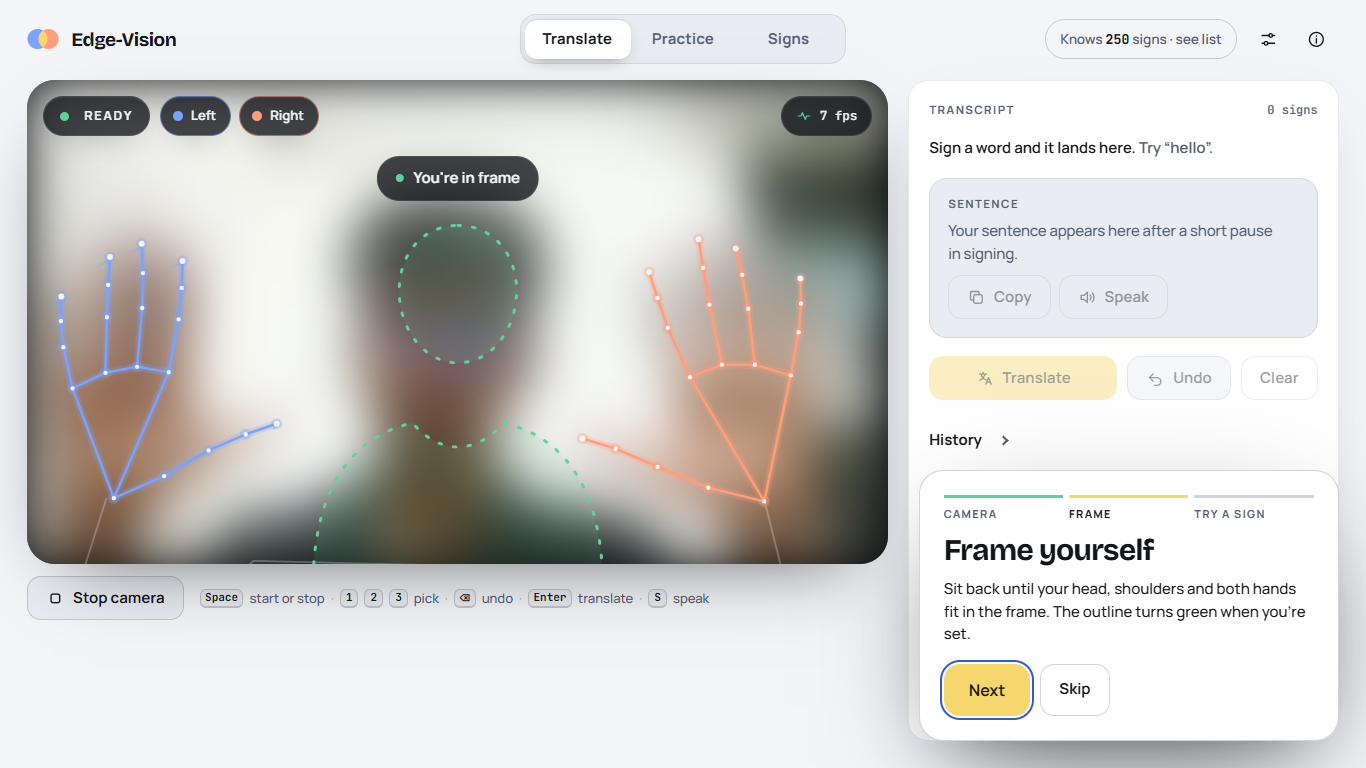 Edge-Vision
Translate
Practice
Signs
Knows 250 signs · see list
READY
Left
Right
7 fps
You're in frame
TRANSCRIPT
0 signs
Sign a word and it lands here. Try “hello”.
SENTENCE
Your sentence appears here after a short pause
in signing.
Copy
Speak
Translate
Undo
Clear
History
CAMERA
FRAME
TRY A SIGN
Frame yourself
Sit back until your head, shoulders and both hands
fit in the frame. The outline turns green when you’re
set.
Next
Skip
Stop camera
Space start or stop · 1 2 3 pick · ⌫ undo · Enter translate · S speak